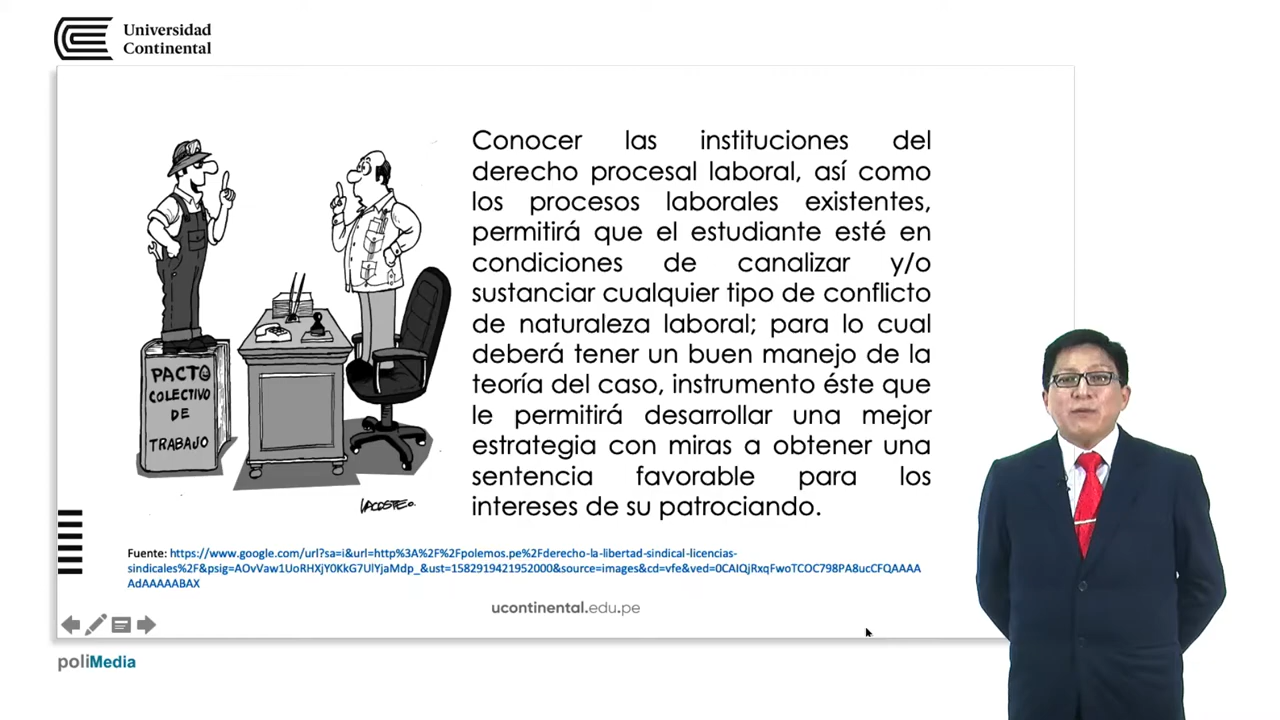 Universidad
Continental
Conocer las instituciones del
derecho procesal laboral, así como
los procesos laborales existentes,
permitirá que el estudiante esté en
condiciones de canalizar y/o
sustanciar cualquier tipo de conflicto
de naturaleza laboral; para lo cual
deberá tener un buen manejo de la
teoría del caso, instrumento éste que
le permitirá desarrollar una mejor
estrategia con miras a obtener una
sentencia favorable para los
intereses de su patrociando.
PACTO
COLECTIVO
DE
TRABAJO
LACOSTE
Fuente: https://www.google.com/url?sa=i&url=http%3A%2F%2Fpolemos.pe%2Fderecho-la-libertad-sindical-licencias-
sindicales%2F&psig=AOvVaw1UoRHXjY0KkG7UlYjaMdp_&ust=1582919421952000&source=images&cd=vfe&ved=0CAIQjRxqFwoTCOC798PA8ucCFQAAAA
AdAAAAABAX
ucontinental.edu.pe
poliMedia